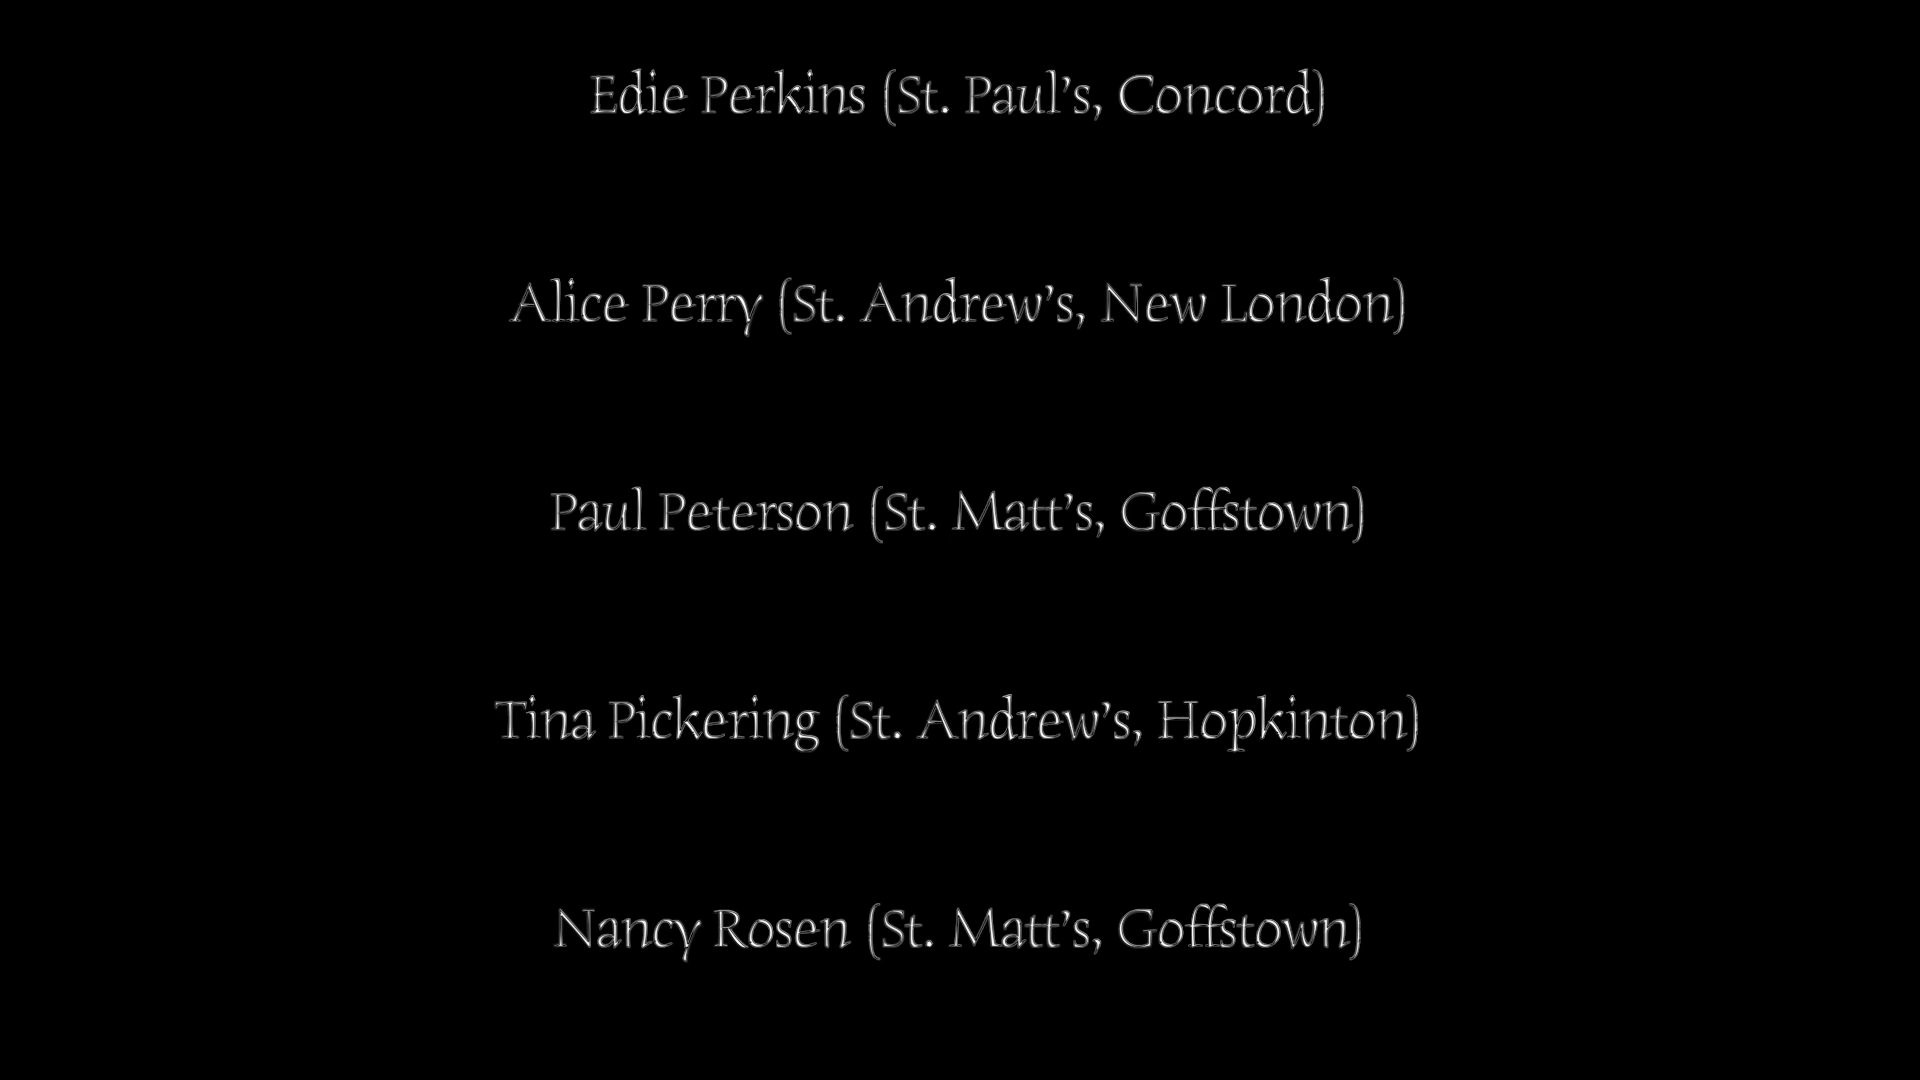 Edie Perkins (St. Paul’s, Concord)
Alice Perry (St. Andrew’s, New London)
Paul Peterson (St. Matt’s, Goffstown)
Tina Pickering (St. Andrew’s, Hopkinton)
Nancy Rosen (St. Matt’s, Goffstown)